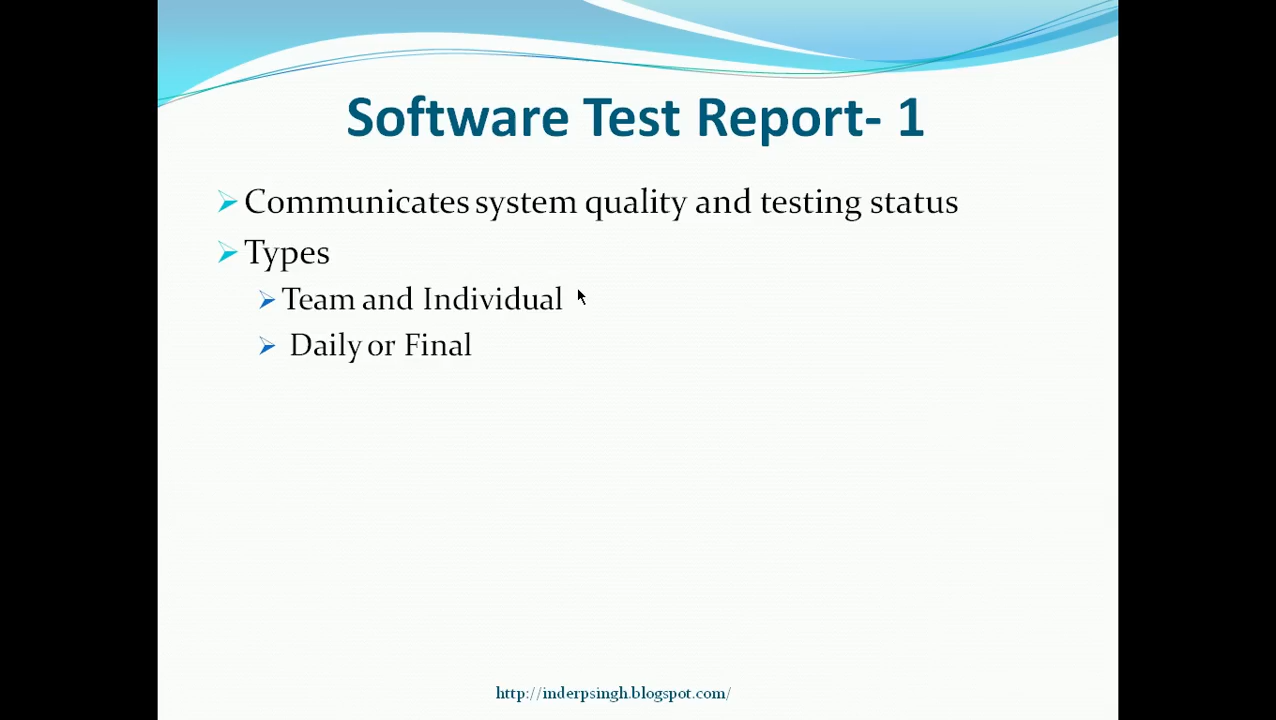 Software Test Report- 1
Communicates system quality and testing status
Types
Team and Individual
Daily or Final
http://inderpsingh.blogspot.com/